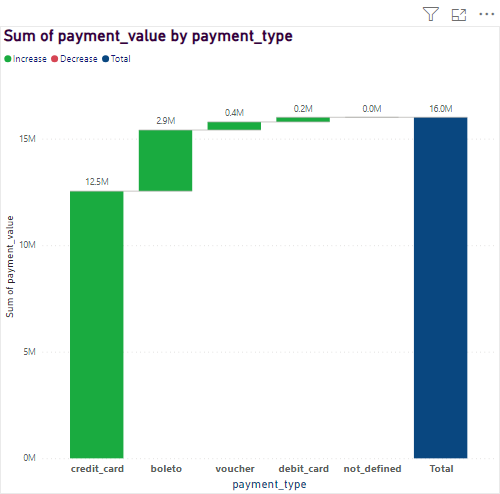 Sum of payment_value by payment_type
Increase Decrease Total
16.0M
0.0M
0.2M
0.4M
2.9M
12.5M
15M
10M
5M
0M
Sum of payment_value
credit_card boleto voucher debit_card not_defined Total
payment_type